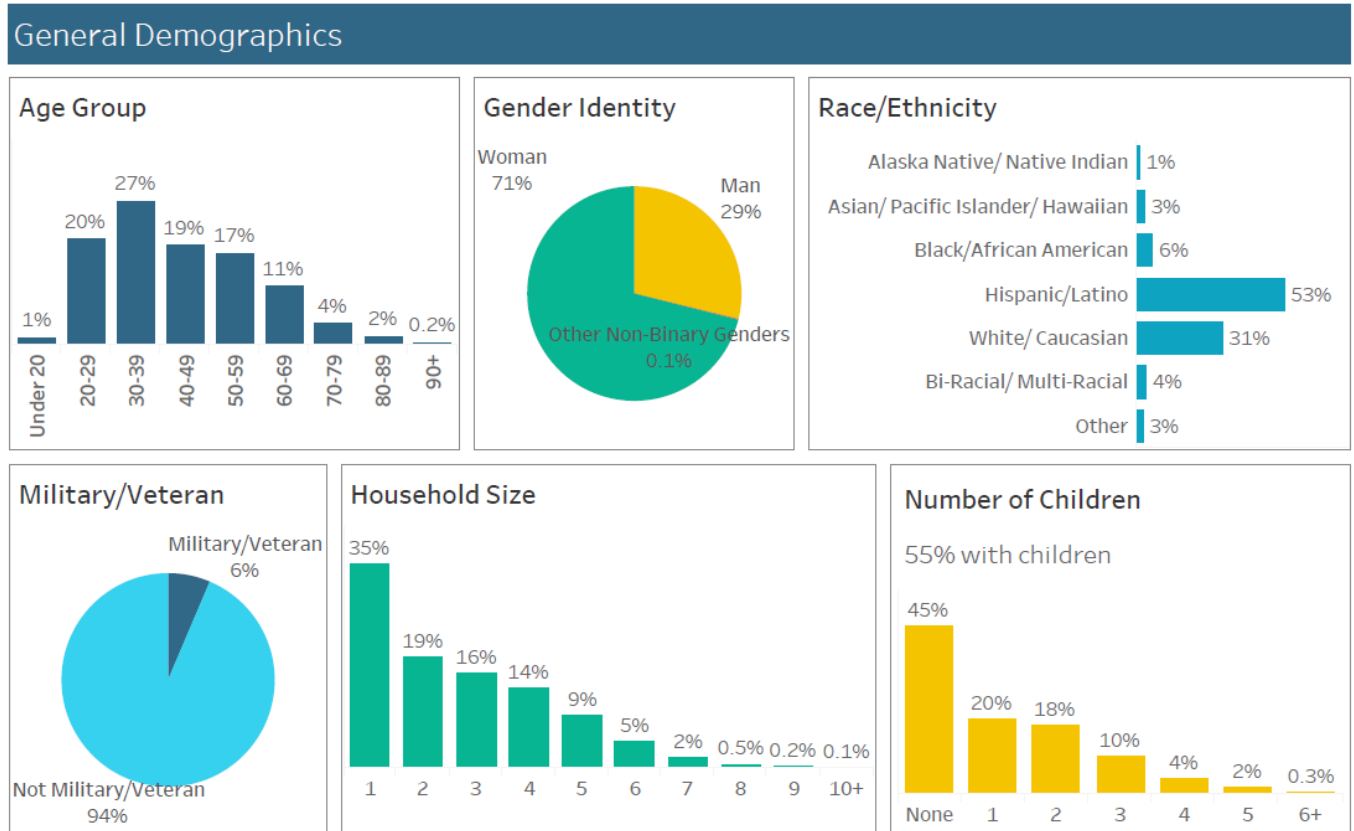 General Demographics
Age Group
1%
20%
27%
19%
17%
11%
4%
2%
0.2%
Under 20
20-29
30-39
40-49
50-59
60-69
70-79
80-89
90+
Gender Identity
Woman
71%
Man
29%
Other Non-Binary Genders
0.1%
Race/Ethnicity
Alaska Native/ Native Indian 1%
Asian/ Pacific Islander/ Hawaiian 3%
Black/African American 6%
Hispanic/Latino 53%
White/ Caucasian 31%
Bi-Racial/ Multi-Racial 4%
Other 3%
Military/Veteran
Military/Veteran
6%
Not Military/Veteran
94%
Household Size
35%
19%
16%
14%
9%
5%
2%
0.5%
0.2%
0.1%
1 2 3 4 5 6 7 8 9 10+
Number of Children
55% with children
45%
20%
18%
10%
4%
2%
0.3%
None 1 2 3 4 5 6+